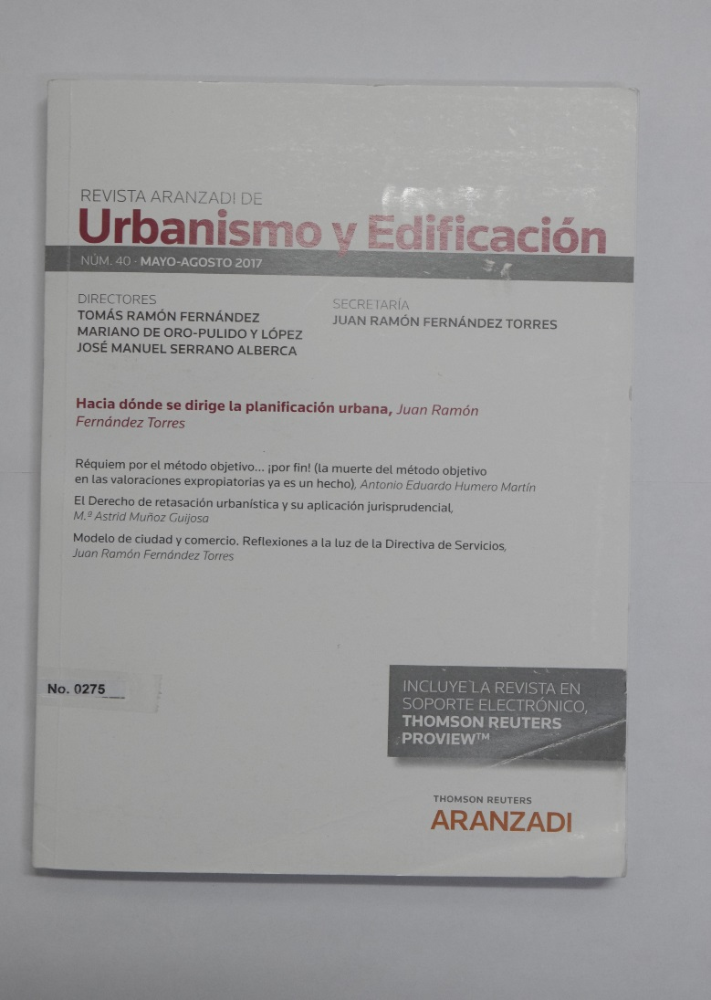 REVISTA ARANZADI DE
Urbanismo y Edificación
NÚM. 40 · MAYO-AGOSTO 2017
DIRECTORES
TOMÁS RAMÓN FERNÁNDEZ
MARIANO DE ORO-PULIDO Y LÓPEZ
JOSÉ MANUEL SERRANO ALBERCA
SECRETARÍA
JUAN RAMÓN FERNÁNDEZ TORRES
Hacia dónde se dirige la planificación urbana, Juan Ramón
Fernández Torres
Réquiem por el método objetivo... ¡por fin! (la muerte del método objetivo
en las valoraciones expropiatorias ya es un hecho), Antonio Eduardo Humero Martín
El Derecho de retasación urbanística y su aplicación jurisprudencial,
M.ª Astrid Muñoz Guijosa
Modelo de ciudad y comercio. Reflexiones a la luz de la Directiva de Servicios,
Juan Ramón Fernández Torres
No. 0275
INCLUYE LA REVISTA EN
SOPORTE ELECTRÓNICO,
THOMSON REUTERS
PROVIEW™
THOMSON REUTERS
ARANZADI